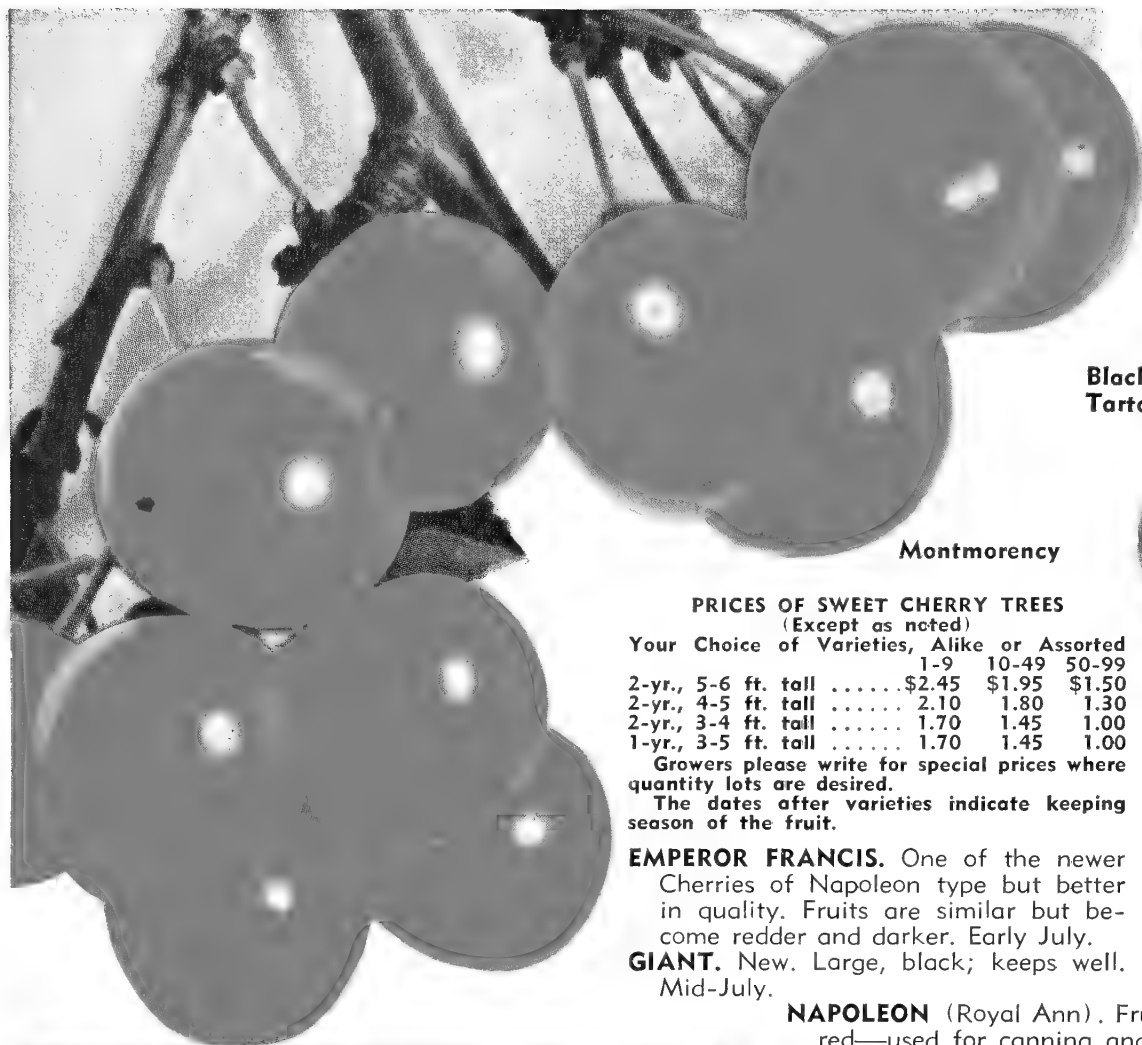 Montmorency
PRICES OF SWEET CHERRY TREES
(Except as noted)
Your Choice of Varieties, Alike or Assorted
1-9 10-49 50-99
2-yr., 5-6 ft. tall ......$2.45 $1.95 $1.50
2-yr., 4-5 ft. tall ...... 2.10 1.80 1.30
2-yr., 3-4 ft. tall ...... 1.70 1.45 1.00
1-yr., 3-5 ft. tall ...... 1.70 1.45 1.00
Growers please write for special prices where
quantity lots are desired.
The dates after varieties indicate keeping
season of the fruit.
EMPEROR FRANCIS. One of the newer
Cherries of Napoleon type but better
in quality. Fruits are similar but be-
come redder and darker. Early July.
GIANT. New. Large, black; keeps well.
Mid-July.
NAPOLEON (Royal Ann).
red—used for canning and